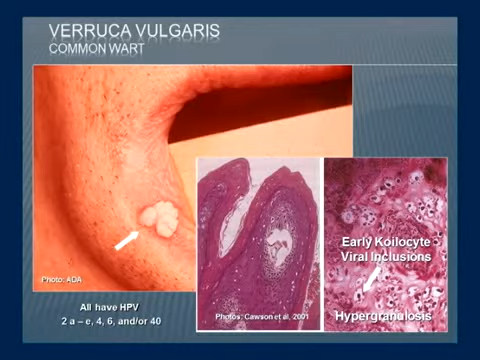 VERRUCA VULGARIS
COMMON WART
Early Koilocyte
Viral Inclusions
Photo: ADA
All have HPV
2 a – e, 4, 6, and/or 40
Photos: Cawson et al, 2001
Hypergranulosis